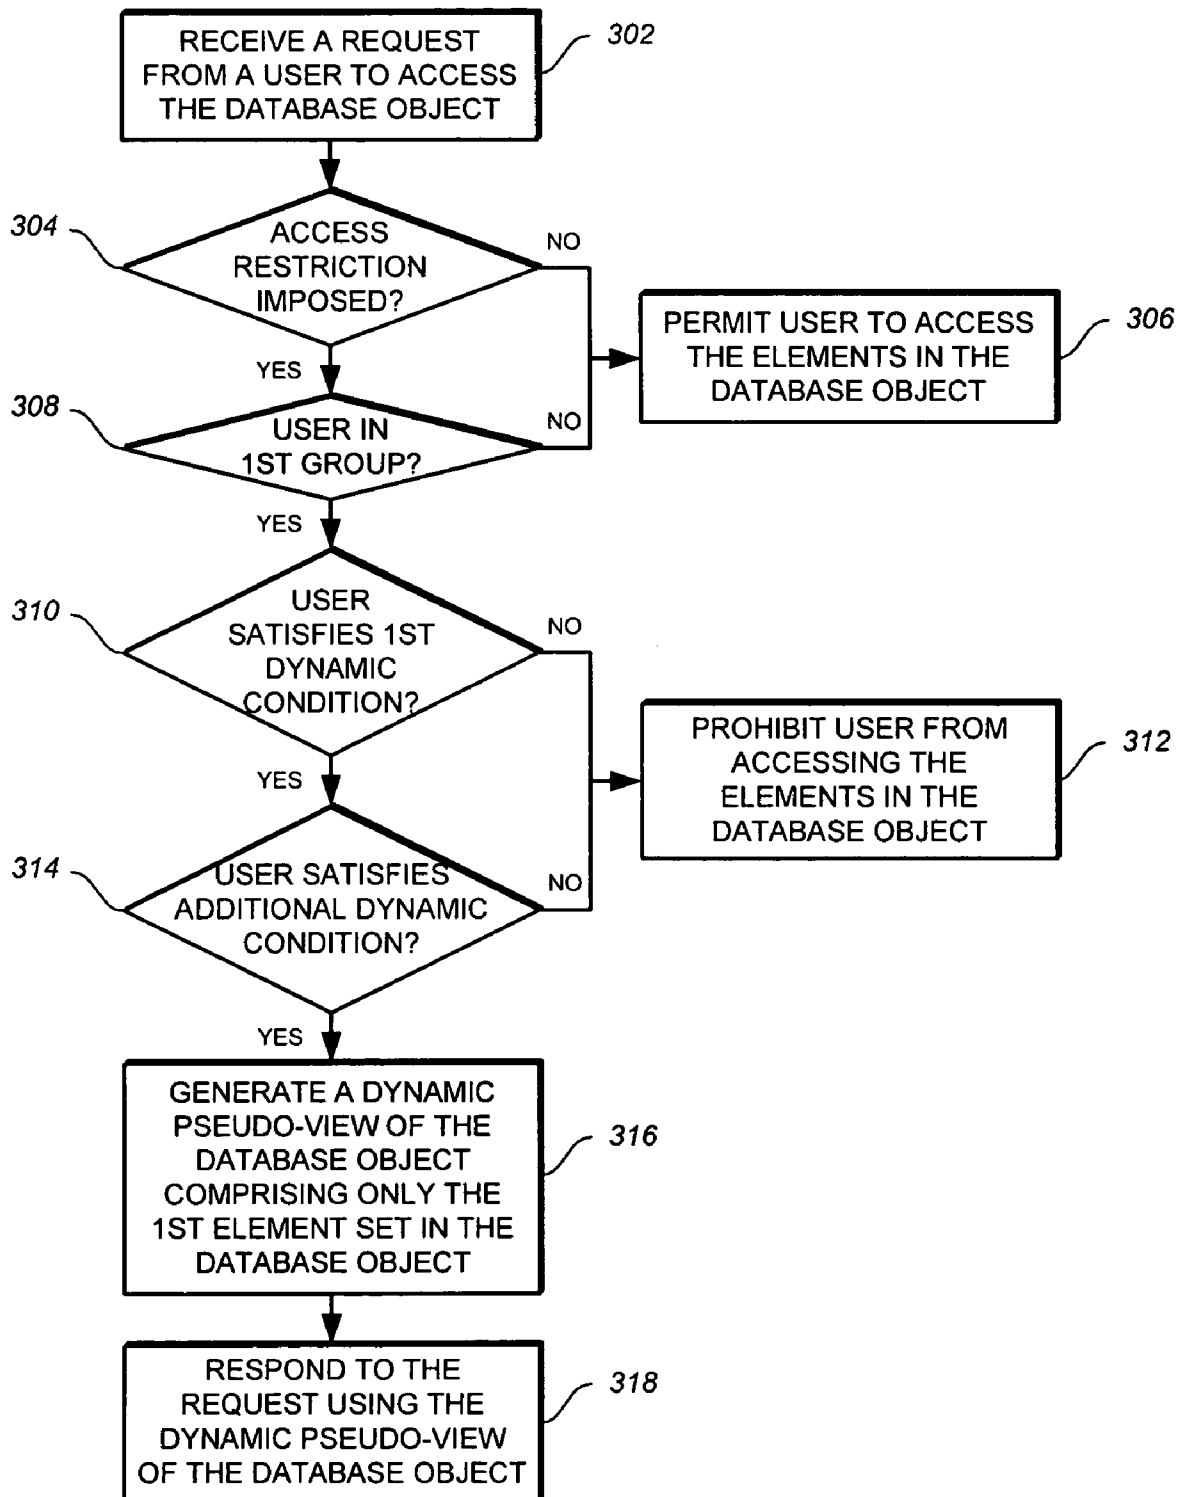 RECEIVE A REQUEST
FROM A USER TO ACCESS
THE DATABASE OBJECT
302
304
ACCESS
RESTRICTION
IMPOSED?
NO
YES
PERMIT USER TO ACCESS
THE ELEMENTS IN THE
DATABASE OBJECT
306
308
USER IN
1ST GROUP?
NO
YES
310
USER
SATISFIES 1ST
DYNAMIC
CONDITION?
NO
YES
PROHIBIT USER FROM
ACCESSING THE
ELEMENTS IN THE
DATABASE OBJECT
312
314
USER SATISFIES
ADDITIONAL DYNAMIC
CONDITION?
NO
YES
GENERATE A DYNAMIC
PSEUDO-VIEW OF THE
DATABASE OBJECT
COMPRISING ONLY THE
1ST ELEMENT SET IN THE
DATABASE OBJECT
316
RESPOND TO THE
REQUEST USING THE
DYNAMIC PSEUDO-VIEW
OF THE DATABASE OBJECT
318